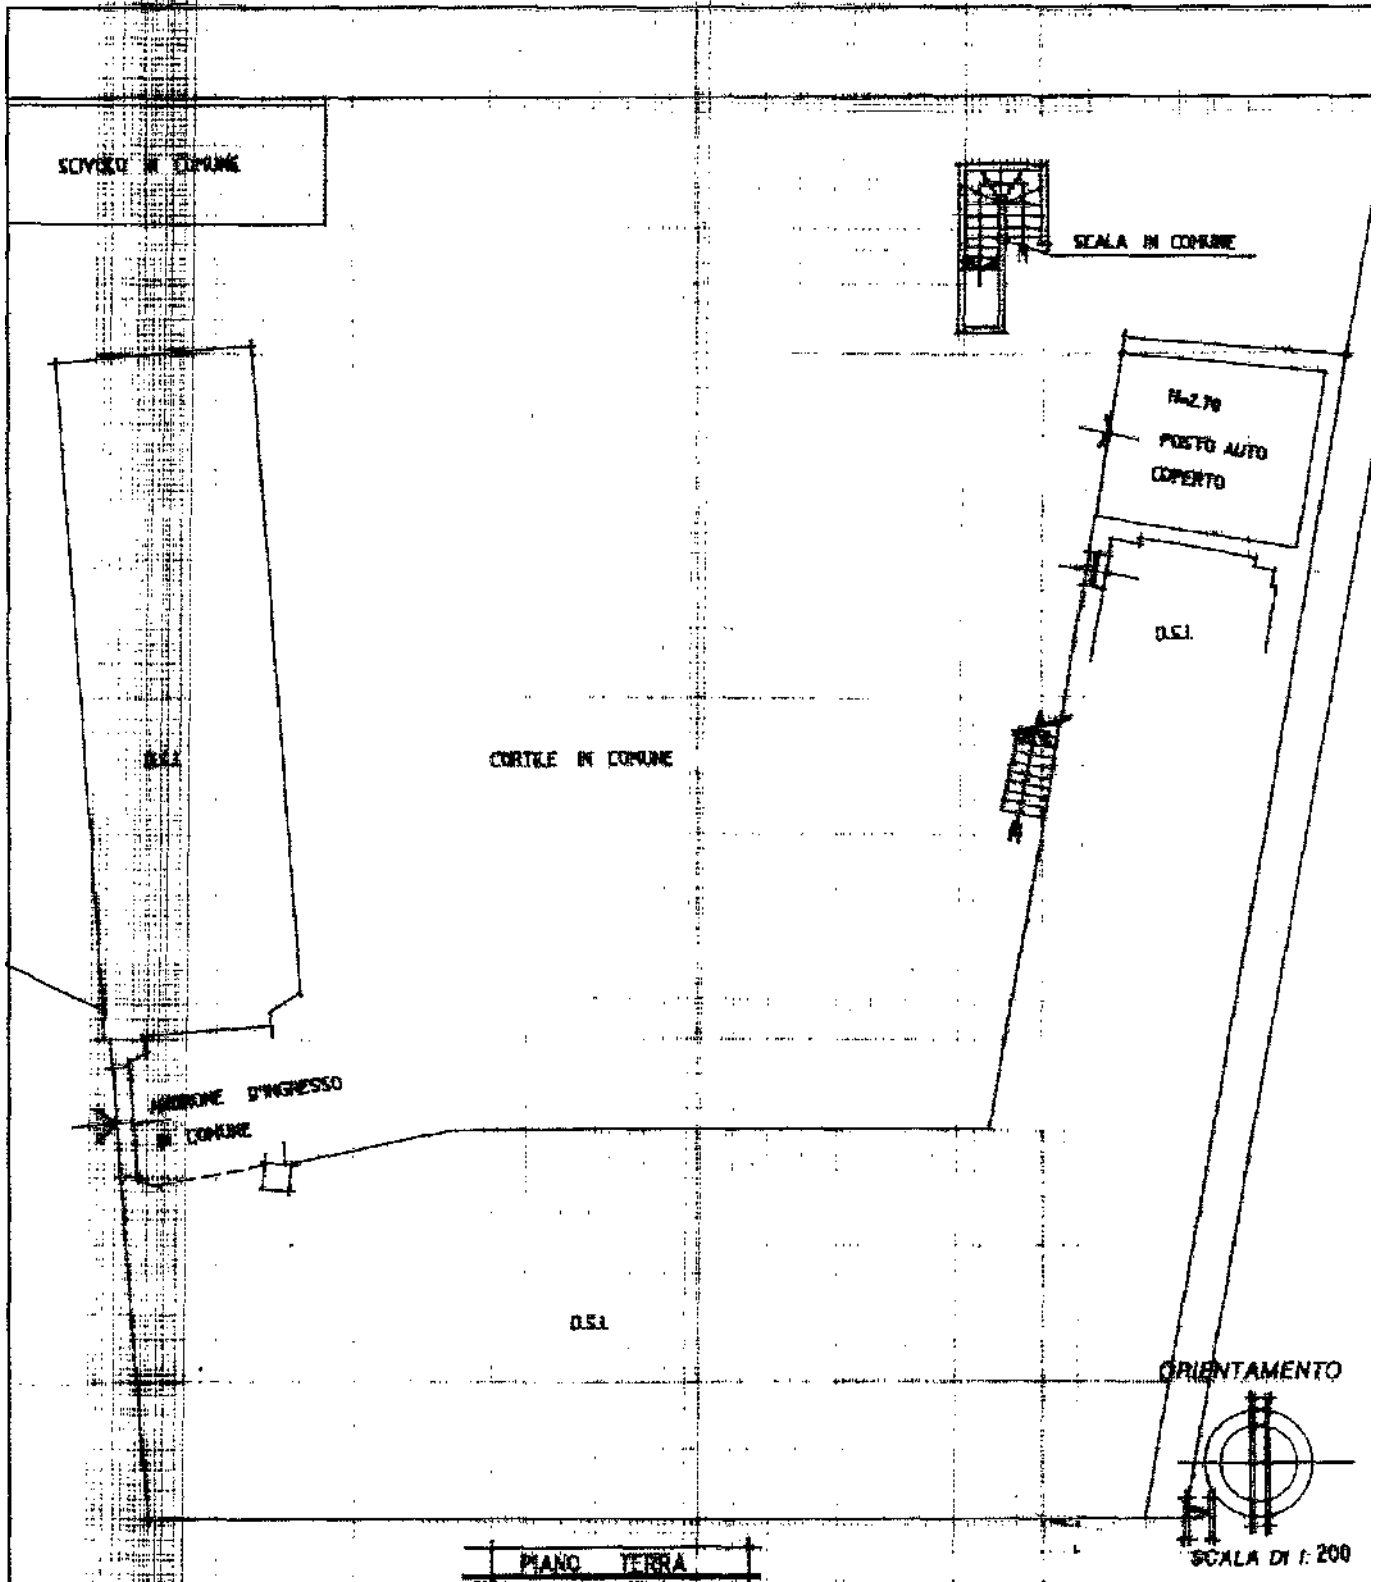 SCIVOLO IN COMUNE
SCALA IN COMUNE
H=2.70
POSTO AUTO
COPERTO
D.S.I.
D.S.I.
CORTILE IN COMUNE
ANDRONE D'INGRESSO
IN COMUNE
D.S.I.
ORIENTAMENTO
PIANO TERRA
SCALA DI 1: 200